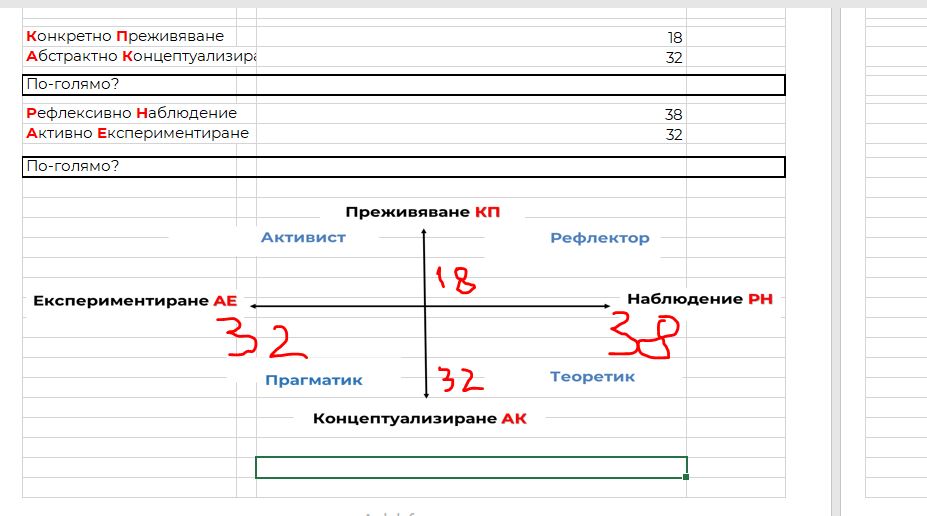 Конкретно Преживяване 18
Абстрактно Концептуализира 32
По-голямо?
Рефлексивно Наблюдение 38
Активно Експериментиране 32
По-голямо?
Преживяване КП
Активист Рефлектор
18
Експериментиране АЕ Наблюдение РН
32 38
Прагматик 32 Теоретик
Концептуализиране АК